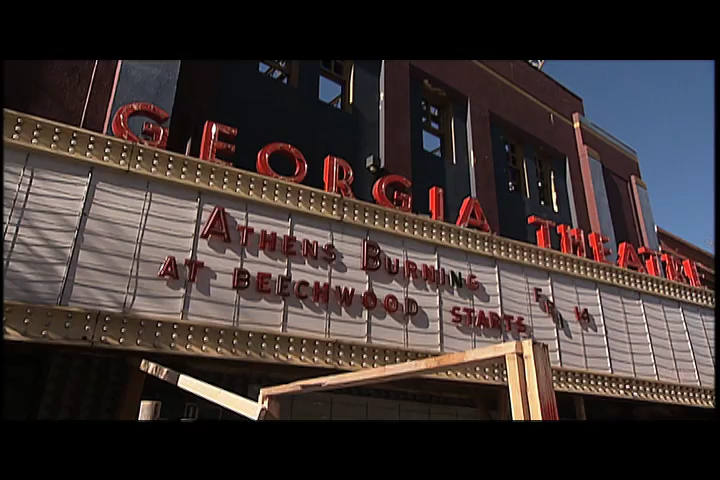 GEORGIA THEATRE
ATHENS BURNING
AT BEECHWOOD STARTS FRI 14